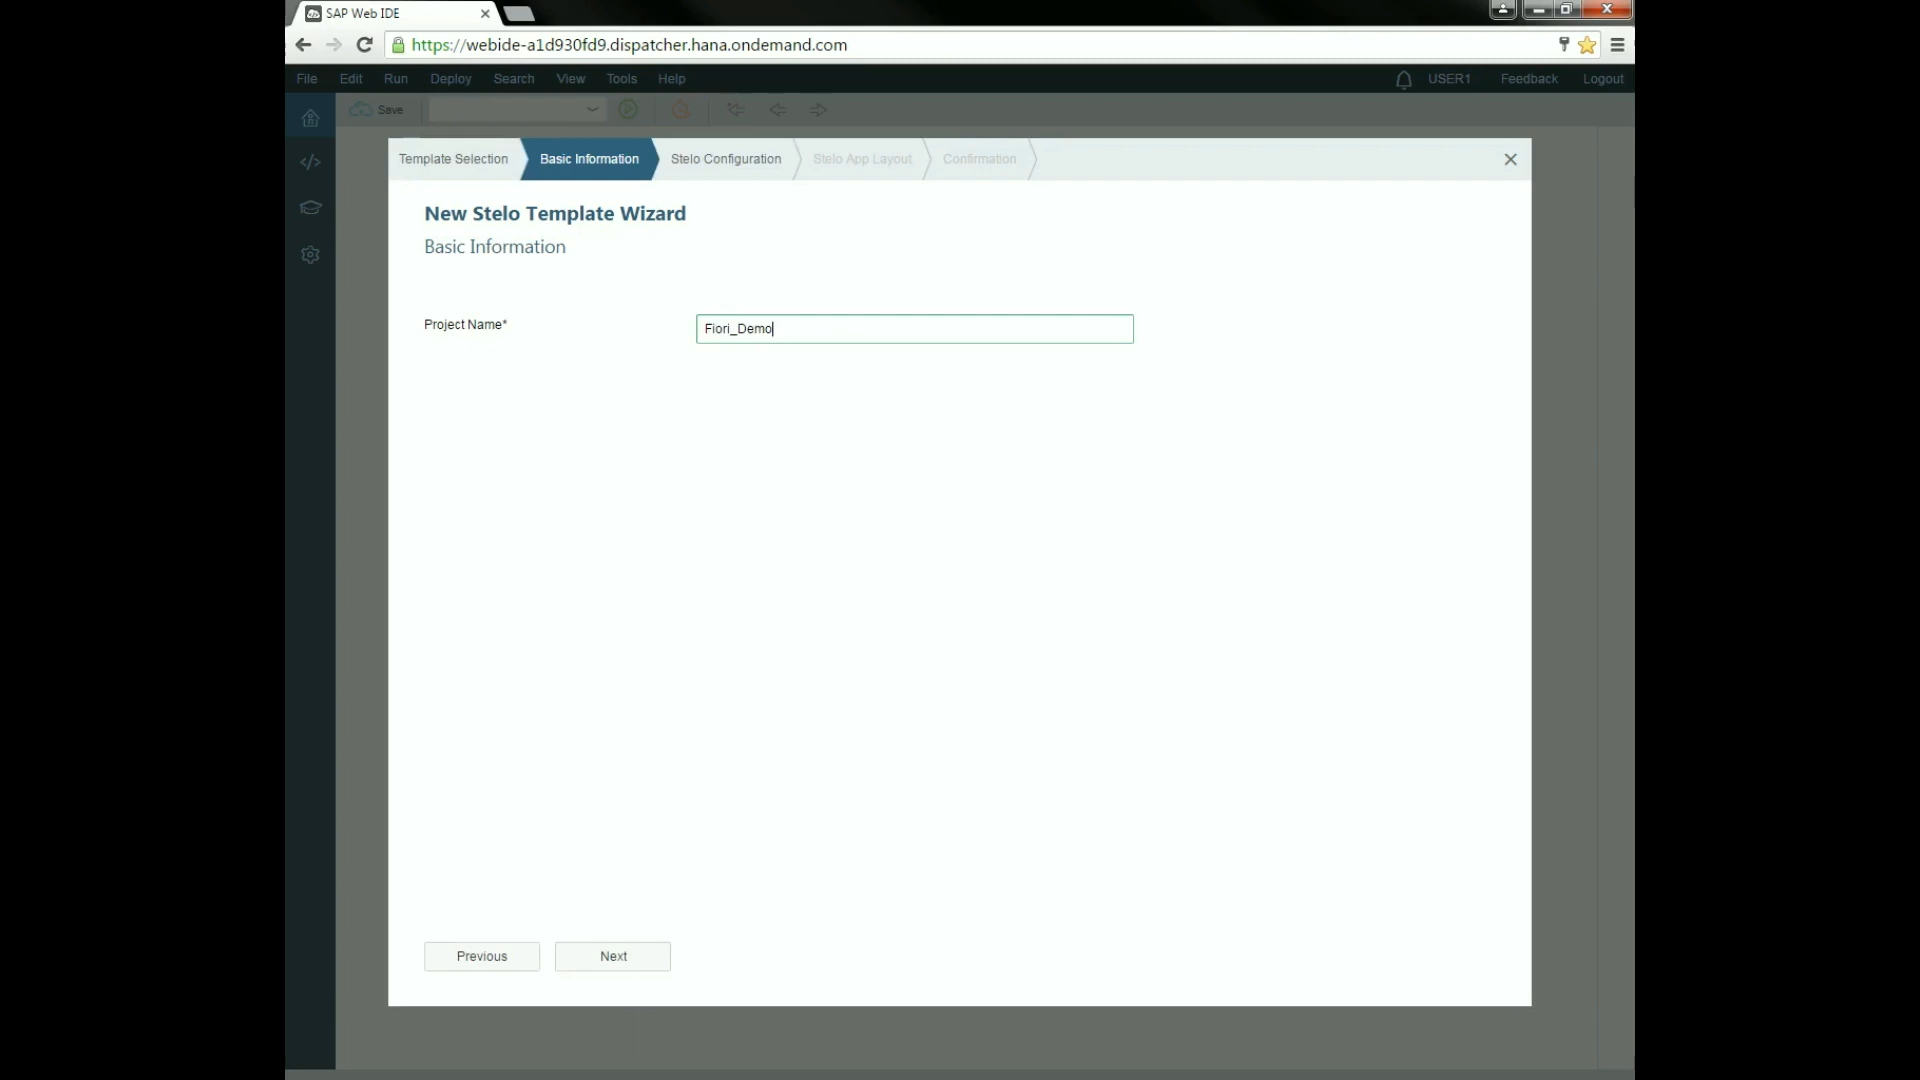 SAP Web IDE
https://webide-a1d930fd9.dispatcher.hana.ondemand.com
File Edit Run Deploy Search View Tools Help USER1 Feedback Logout
Save
Template Selection Basic Information Stelo Configuration Stelo App Layout Confirmation
New Stelo Template Wizard
Basic Information
Project Name* Fiori_Demo
Previous Next